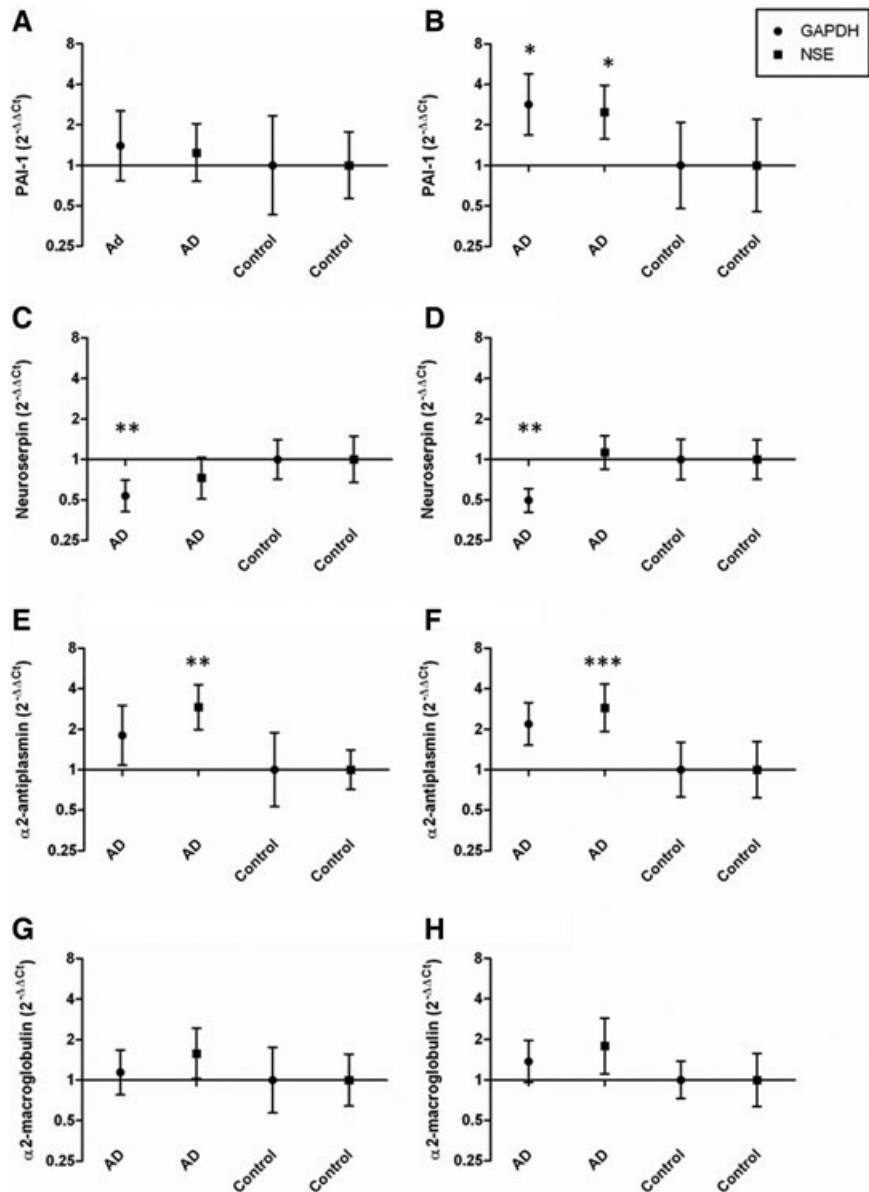 A
PAI-1 (2-ΔΔCt)
8
4
2
1
0.5
0.25
Ad
AD
Control
Control
B
PAI-1 (2-ΔΔCt)
8
4
2
1
0.5
0.25
*
*
AD
AD
Control
Control
GAPDH
NSE
C
Neuroserpin (2-ΔΔCt)
8
4
2
1
0.5
0.25
**
AD
AD
Control
Control
D
Neuroserpin (2-ΔΔCt)
8
4
2
1
0.5
0.25
**
AD
AD
Control
Control
E
α2-antiplasmin (2-ΔΔCt)
8
4
2
1
0.5
0.25
**
AD
AD
Control
Control
F
α2-antiplasmin (2-ΔΔCt)
8
4
2
1
0.5
0.25
***
AD
AD
Control
Control
G
α2-macroglobulin (2-ΔΔCt)
8
4
2
1
0.5
0.25
AD
AD
Control
Control
H
α2-macroglobulin (2-ΔΔCt)
8
4
2
1
0.5
0.25
AD
AD
Control
Control